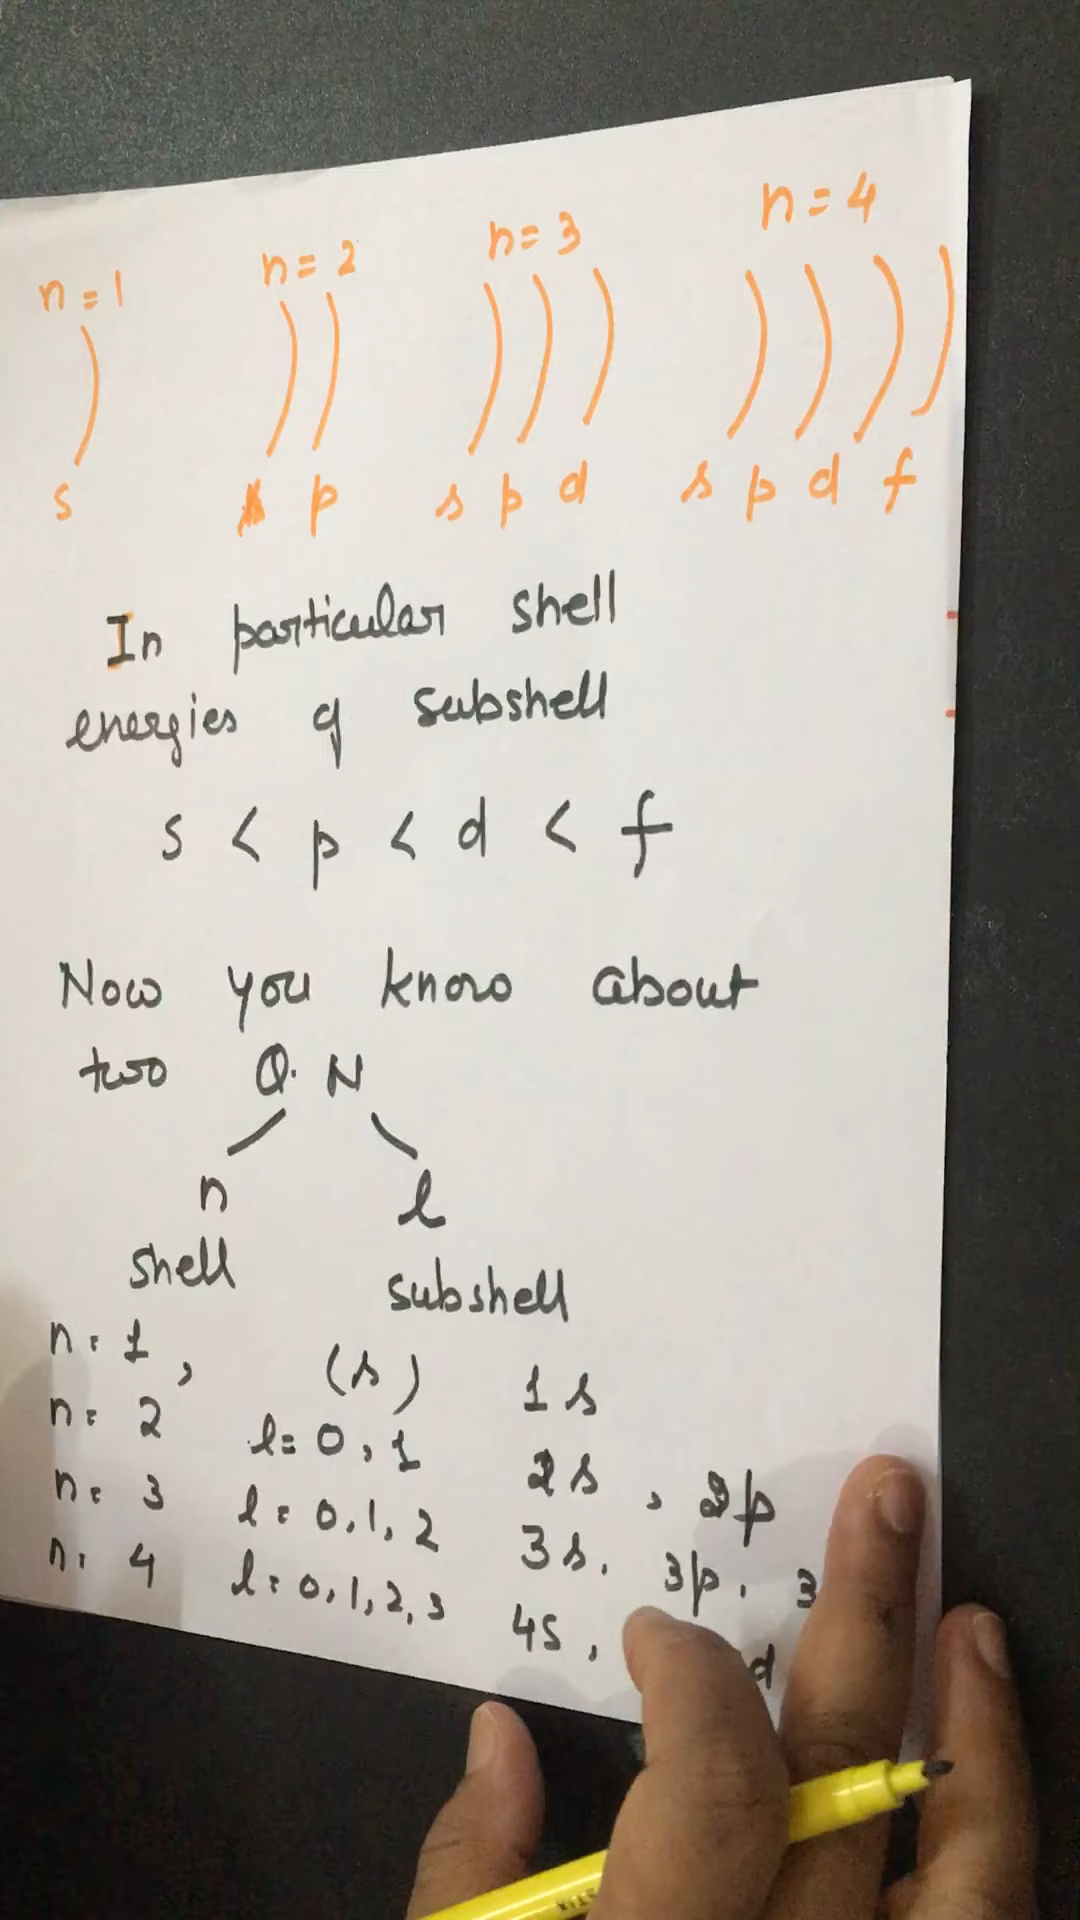 n = 1 n = 2 n = 3 n = 4
s s p s p d s p d f
In particular shell
energies of subshell
s < p < d < f
Now you know about
two Q.N
n l
shell subshell
n = 1, (s) 1s
n = 2 l = 0, 1 2s, 2p
n = 3 l = 0, 1, 2 3s, 3p, 3
n = 4 l = 0, 1, 2, 3 4s, d